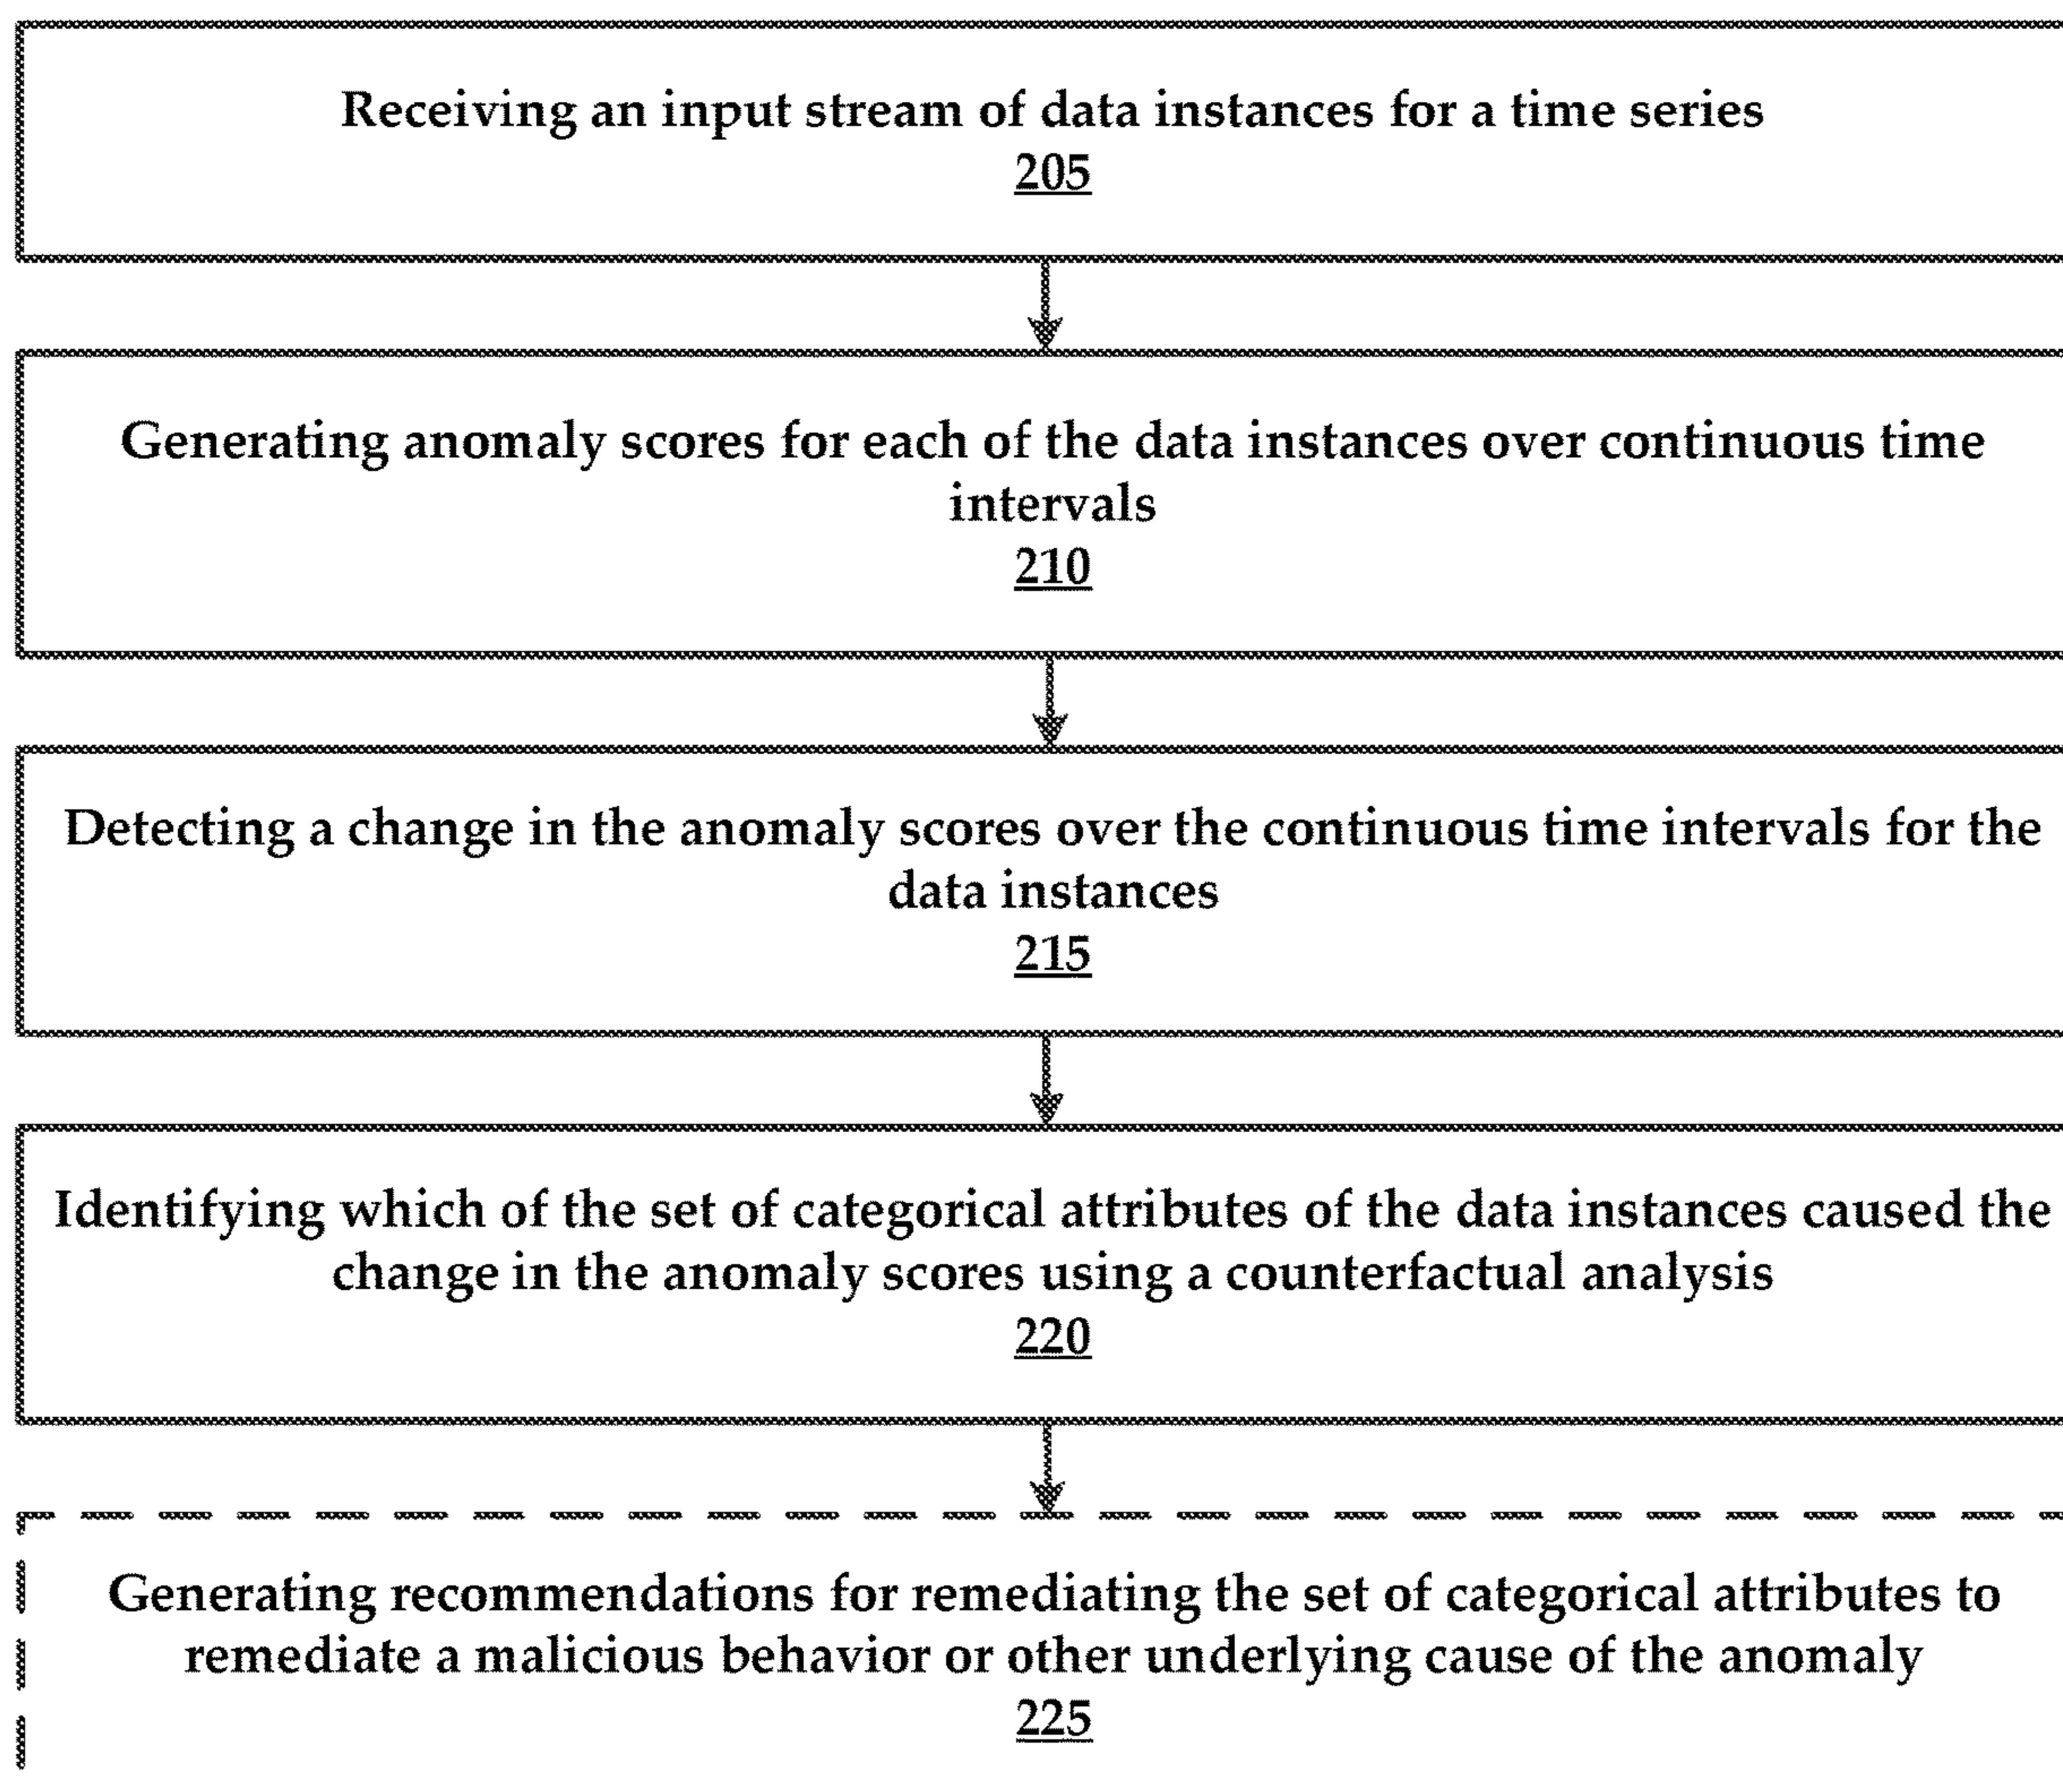 Receiving an input stream of data instances for a time series
205
Generating anomaly scores for each of the data instances over continuous time
intervals
210
Detecting a change in the anomaly scores over the continuous time intervals for the
data instances
215
Identifying which of the set of categorical attributes of the data instances caused the
change in the anomaly scores using a counterfactual analysis
220
Generating recommendations for remediating the set of categorical attributes to
remediate a malicious behavior or other underlying cause of the anomaly
225